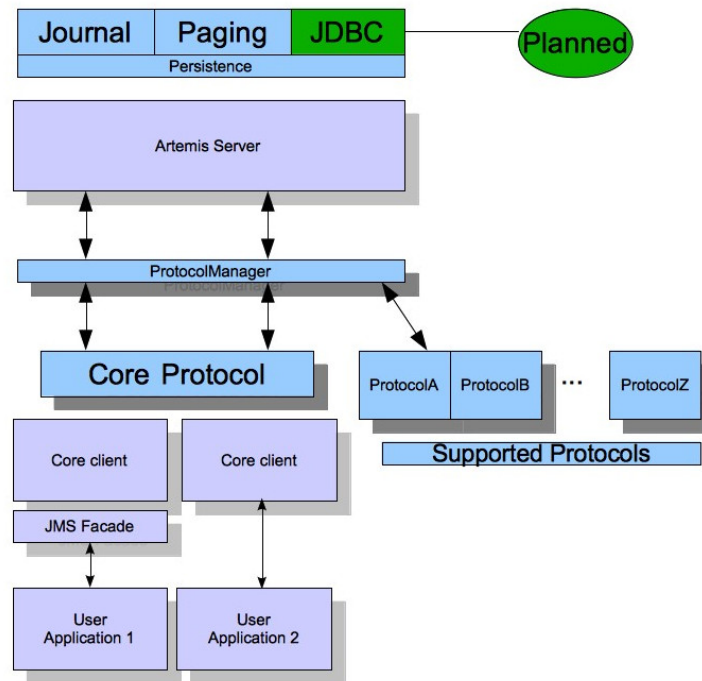 Journal Paging JDBC Planned
Persistence
Artemis Server
ProtocolManager
ProtocolManager
Core Protocol
ProtocolA ProtocolB ... ProtocolZ
Supported Protocols
Core client Core client
JMS Facade
User
Application 1
User
Application 2